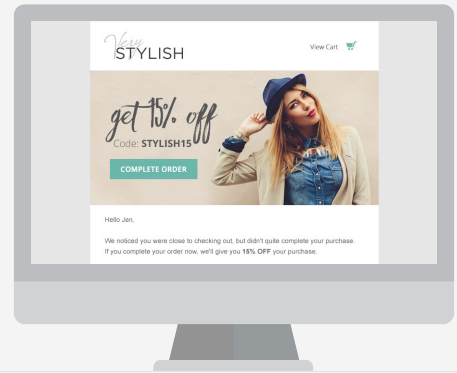 Very
STYLISH
View Cart
get 15% off
Code: STYLISH15
COMPLETE ORDER
Hello Jen,
We noticed you were close to checking out, but didn't quite complete your purchase.
If you complete your order now, we'll give you 15% OFF your purchase.